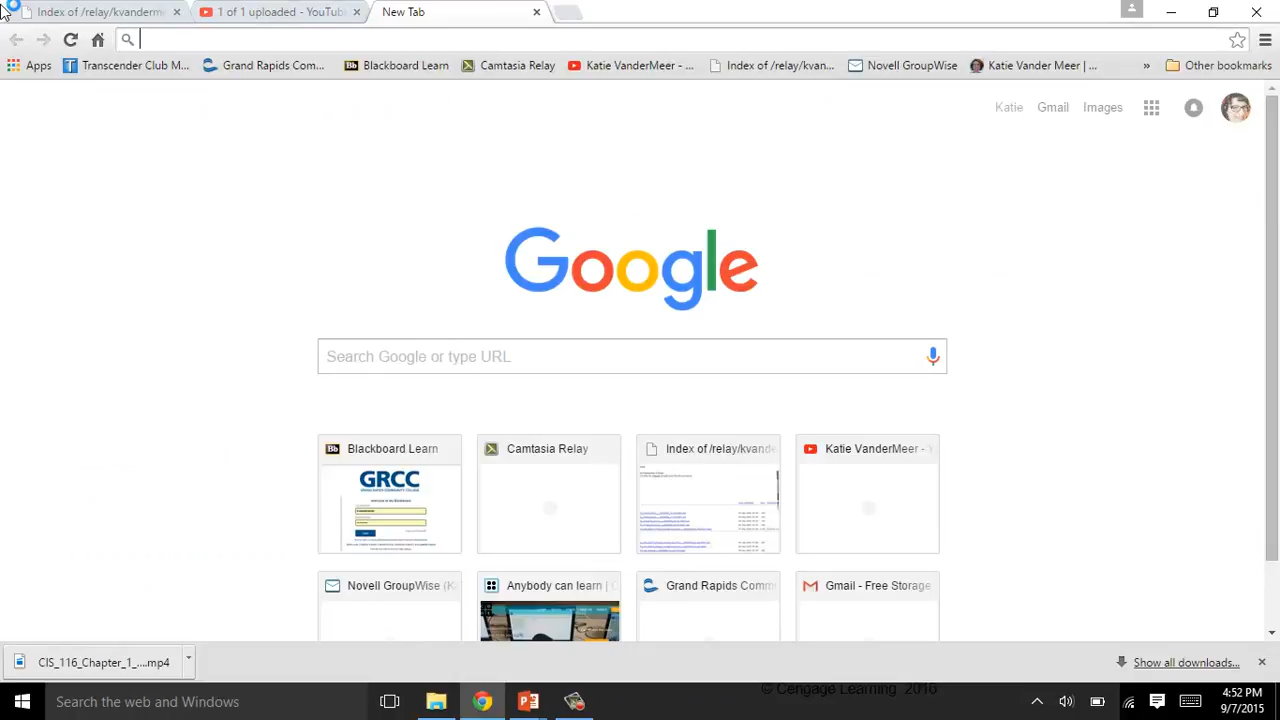 Index of /relay/kvanderme
1 of 1 uploaded - YouTub
New Tab
Apps
Transcender Club M...
Grand Rapids Com...
Blackboard Learn
Camtasia Relay
Katie VanderMeer - ...
Index of /relay/kvan...
Novell GroupWise
Katie Vander Meer | ...
»
Other bookmarks
Katie
Gmail
Images
Google
Search Google or type URL
Blackboard Learn
Camtasia Relay
Index of /relay/kvande
Katie VanderMeer - Y
GRCC
Novell GroupWise (K
Anybody can learn | C
Grand Rapids Comm
Gmail - Free Storage
CIS_116_Chapter_1_....mp4
Show all downloads...
© Cengage Learning 2016
Search the web and Windows
4:52 PM
9/7/2015